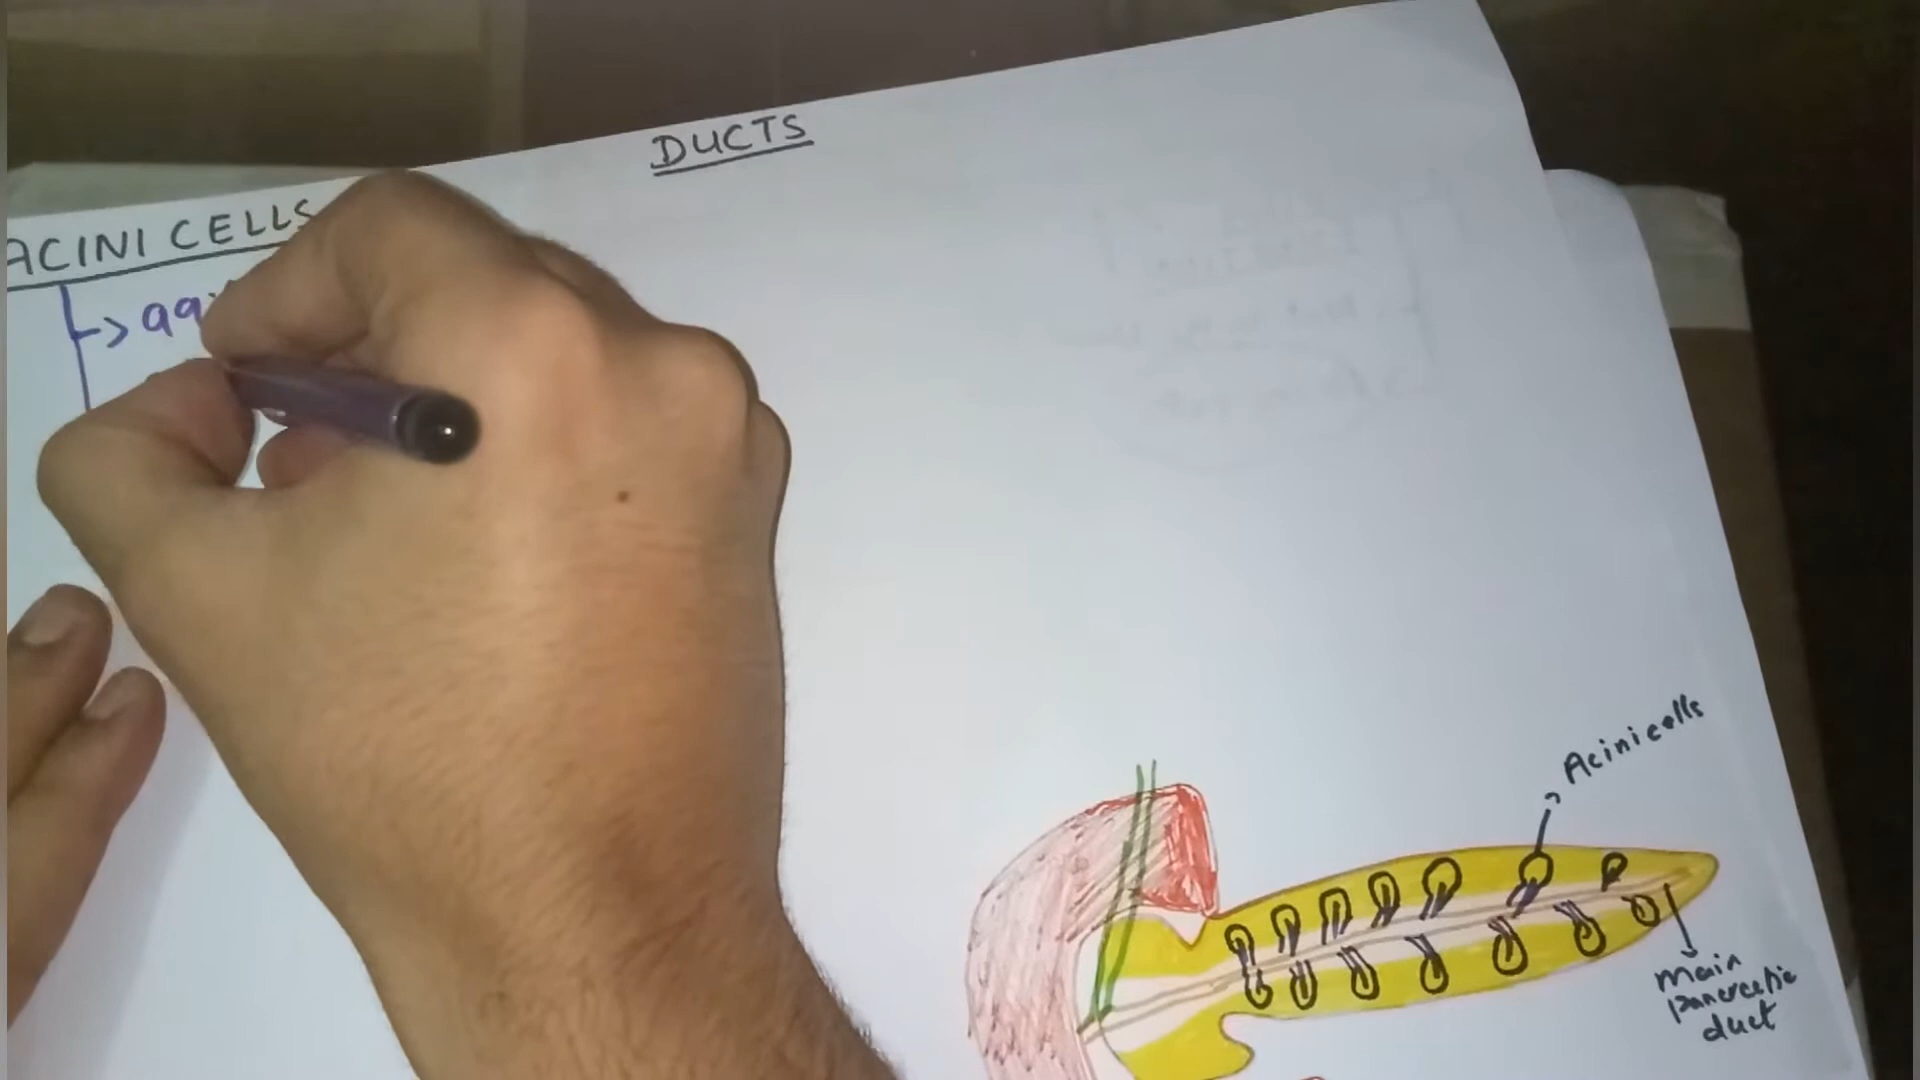 DUCTS
ACINI CELLS
Acini cells
main
pancreatic
duct